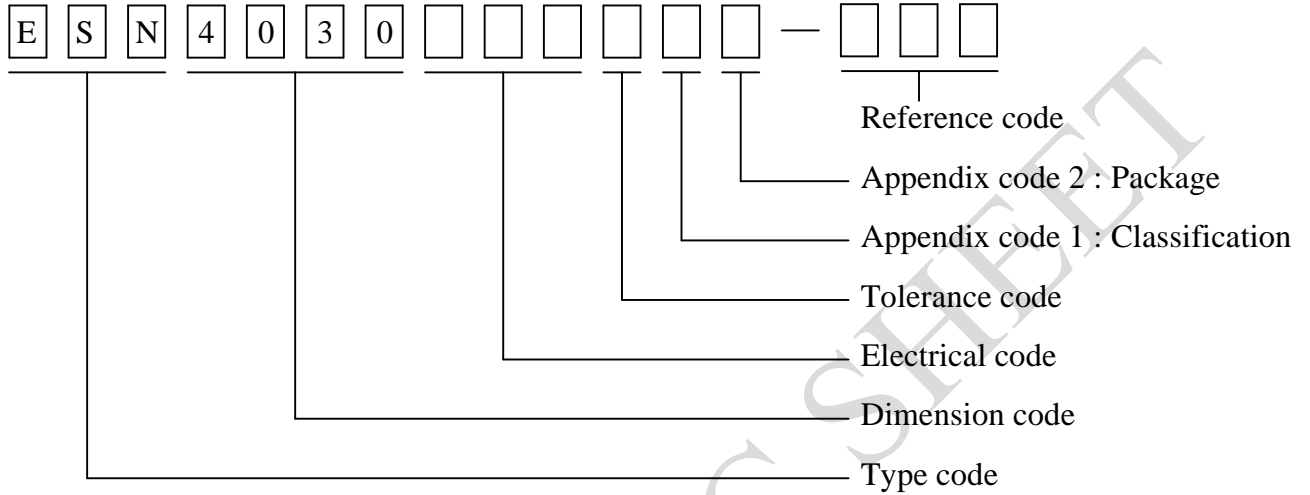 E S N 4 0 3 0 —
Reference code
Appendix code 2 : Package
Appendix code 1 : Classification
Tolerance code
Electrical code
Dimension code
Type code
SHEET